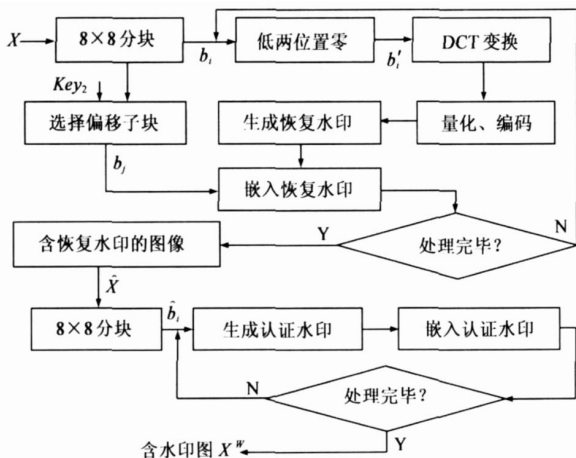 X
8×8分块
b_i
低两位置零
b_i′
DCT变换
Key₂
选择偏移子块
生成恢复水印
量化、编码
b_j
嵌入恢复水印
含恢复水印的图像
Y
处理完毕?
N
X̂
8×8分块
b̂_i
生成认证水印
嵌入认证水印
N
处理完毕?
Y
含水印图 X^W